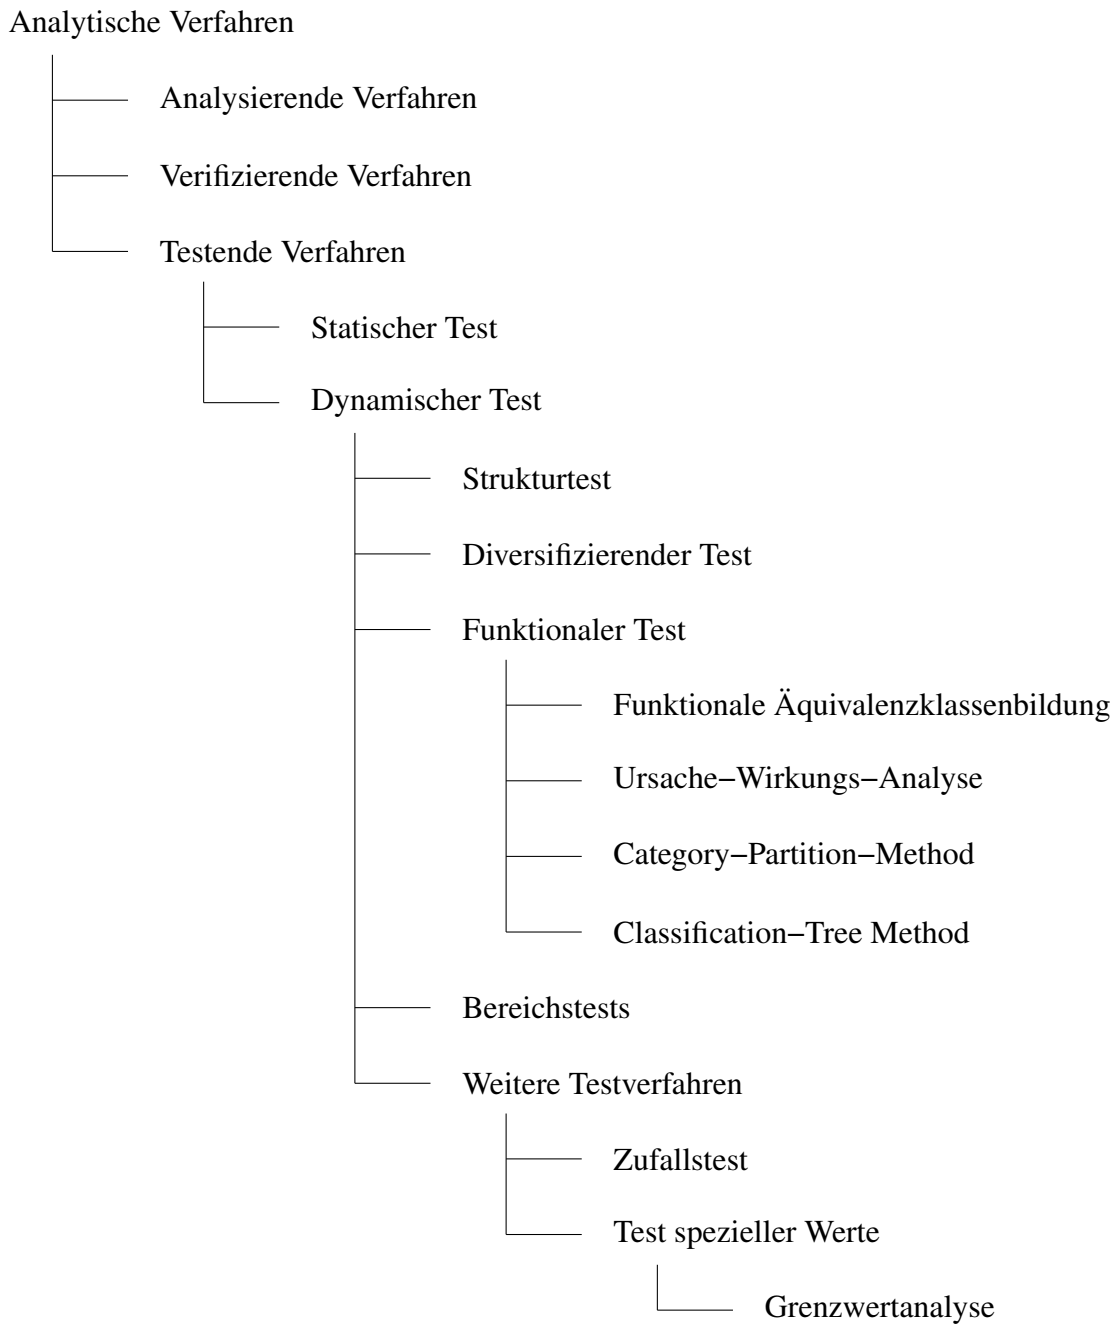 Analytische Verfahren
Analysierende Verfahren
Verifizierende Verfahren
Testende Verfahren
Statischer Test
Dynamischer Test
Strukturtest
Diversifizierender Test
Funktionaler Test
Funktionale Äquivalenzklassenbildung
Ursache−Wirkungs−Analyse
Category−Partition−Method
Classification−Tree Method
Bereichstests
Weitere Testverfahren
Zufallstest
Test spezieller Werte
Grenzwertanalyse